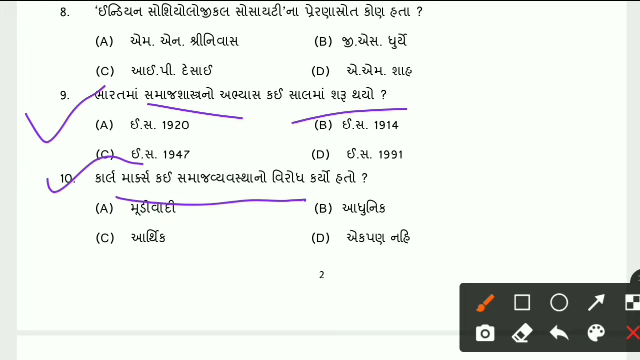 8. 'ઈન્ડિયન સોશિયોલોજીકલ સોસાયટી'ના પ્રેરણાસ્રોત કોણ હતા ?
(A) એમ. એન. શ્રીનિવાસ (B) જી.એસ. ધુર્યે
(C) આઈ.પી. દેસાઈ (D) એ.એમ. શાહ
9. ભારતમાં સમાજશાસ્ત્રનો અભ્યાસ કઈ સાલમાં શરૂ થયો ?
(A) ઈ.સ. 1920 (B) ઈ.સ. 1914
(C) ઈ.સ. 1947 (D) ઈ.સ. 1991
10. કાર્લ માર્ક્સે કઈ સમાજવ્યવસ્થાનો વિરોધ કર્યો હતો ?
(A) મૂડીવાદી (B) આધુનિક
(C) આર્થિક (D) એકપણ નહિ
2